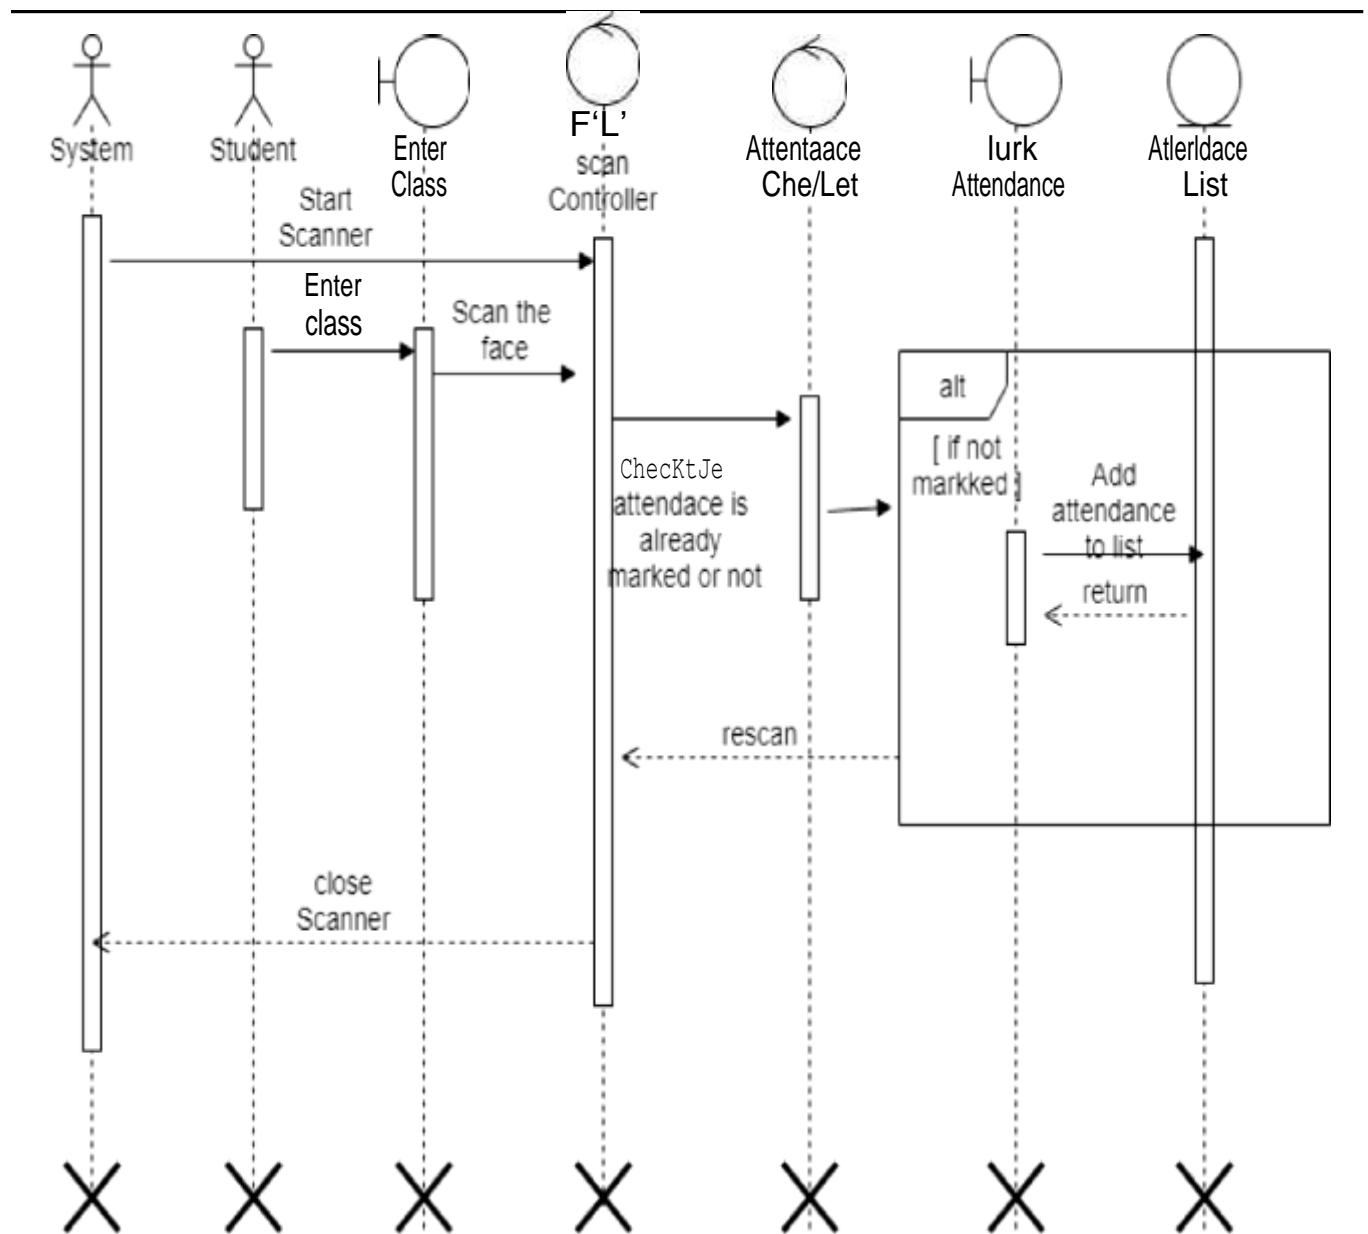 System
Student
Enter
Class
F‘L’
scan
Controller
Attentaace
Che/Let
lurk
Attendance
Atlerldace
List
Start
Scanner
Enter
class
Scan the
face
alt
[ if not
markked ]
ChecKtJe
attendace is
already
marked or not
Add
attendance
to list
return
rescan
close
Scanner